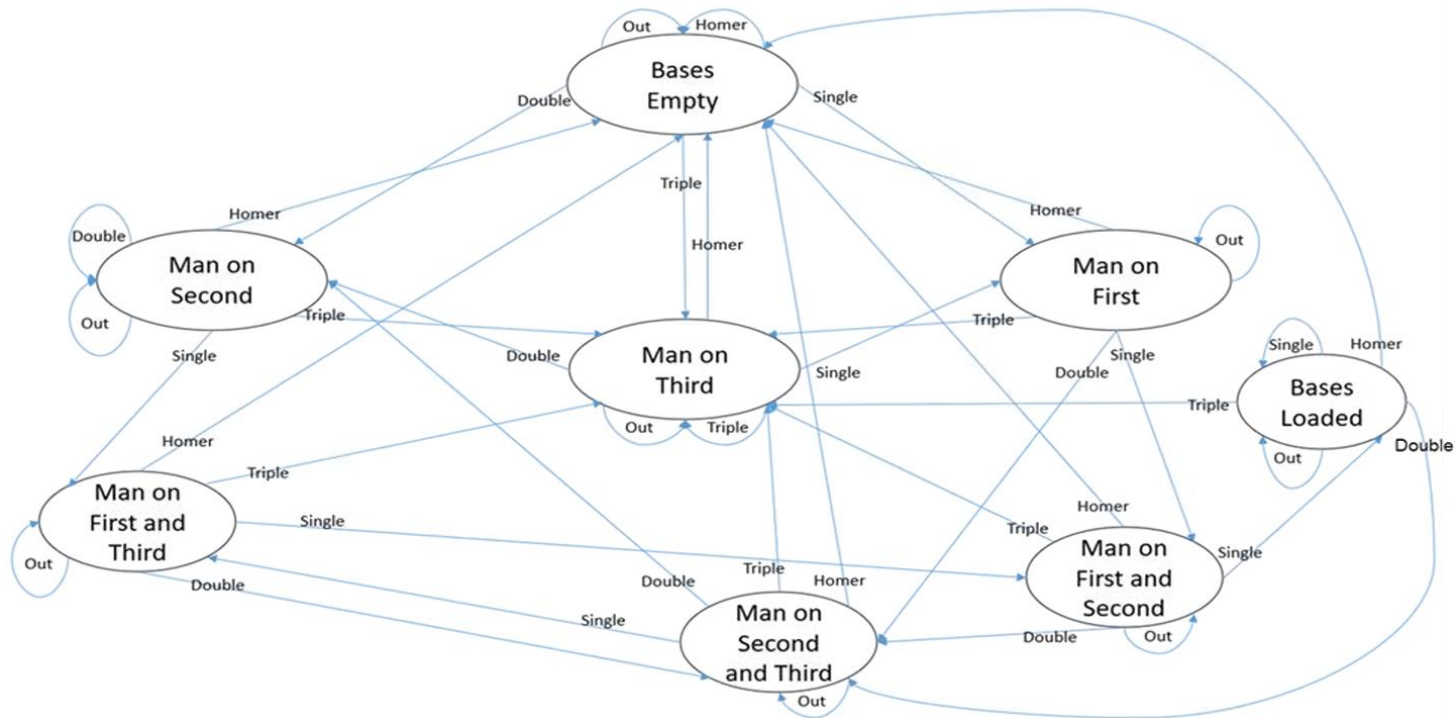 Out
Homer
Bases
Empty
Double
Single
Triple
Homer
Homer
Homer
Double
Out
Man on
Second
Triple
Single
Man on
First
Out
Triple
Single
Double
Man on
Third
Double
Single
Out
Triple
Single
Homer
Bases
Loaded
Triple
Out
Double
Homer
Triple
Man on
First and
Third
Single
Out
Double
Homer
Triple
Man on
First and
Second
Single
Double
Out
Double
Triple
Homer
Single
Man on
Second
and Third
Out